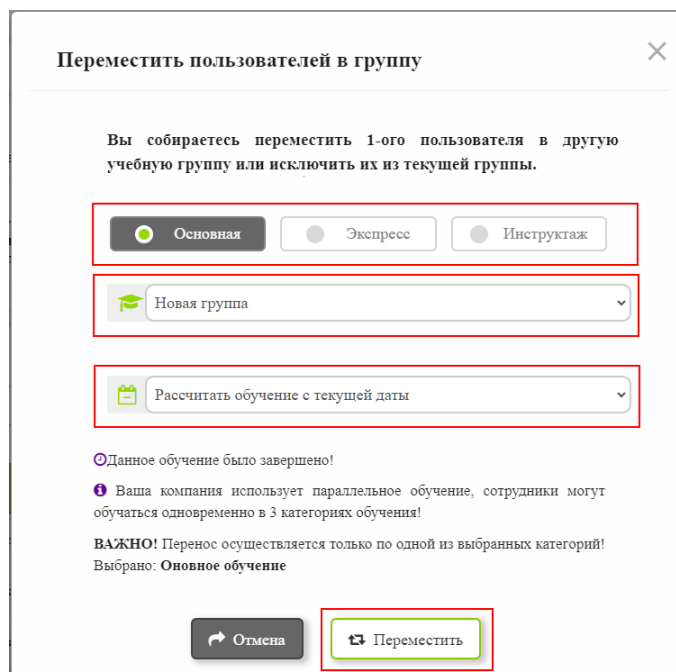 Переместить пользователей в группу
Вы собираетесь переместить 1-ого пользователя в другую
учебную группу или исключить их из текущей группы.
Основная Экспресс Инструктаж
Новая группа
Рассчитать обучение с текущей даты
Данное обучение было завершено!
Ваша компания использует параллельное обучение, сотрудники могут
обучаться одновременно в 3 категориях обучения!
ВАЖНО! Перенос осуществляется только по одной из выбранных категорий!
Выбрано: Оновное обучение
Отмена Переместить